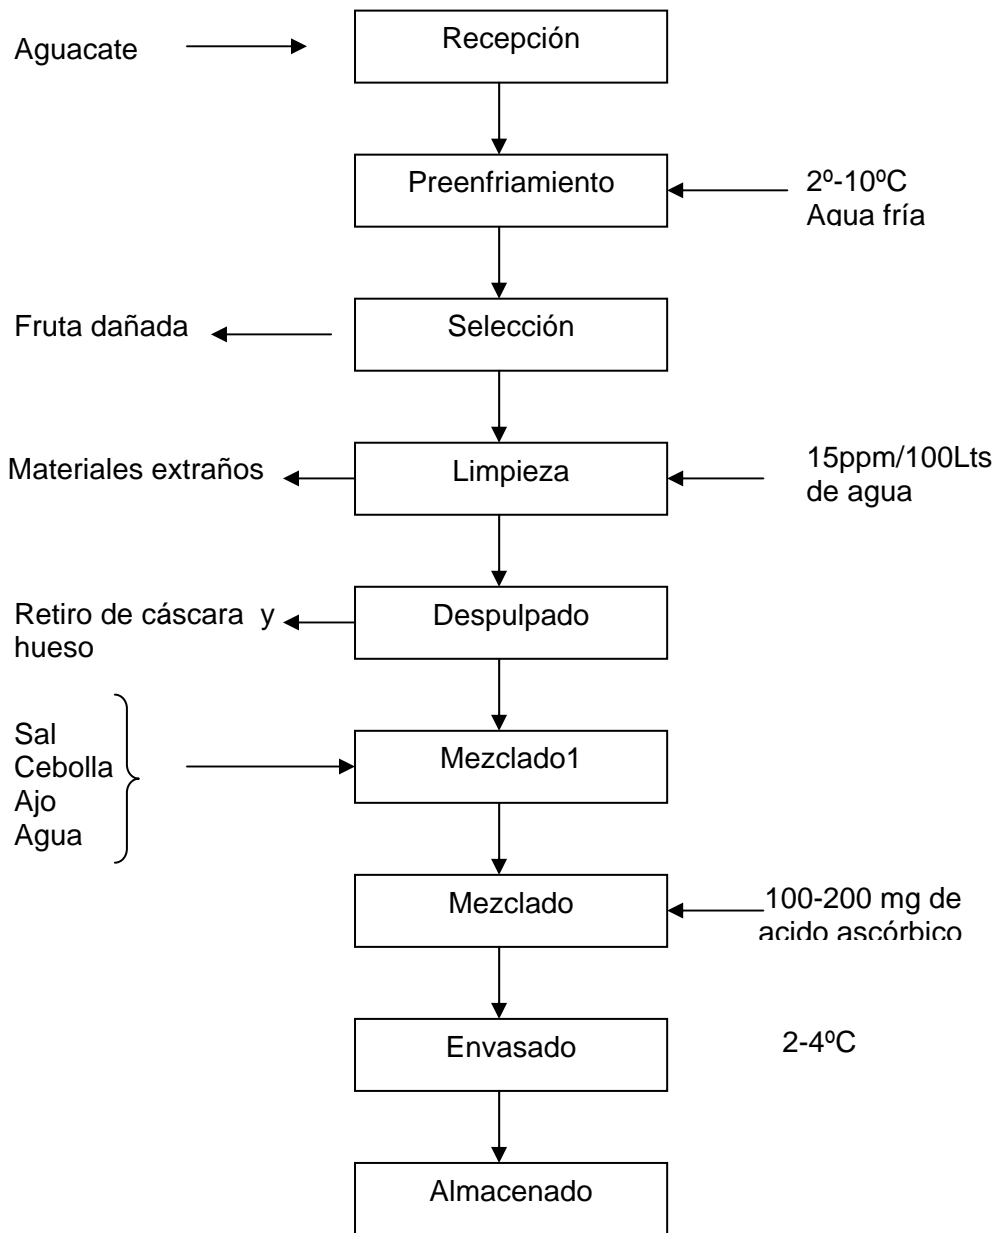 Aguacate
Recepción
Preenfriamiento
2º-10ºC
Agua fría
Fruta dañada
Selección
Materiales extraños
Limpieza
15ppm/100Lts
de agua
Retiro de cáscara y
hueso
Despulpado
Sal
Cebolla
Ajo
Agua
Mezclado1
Mezclado
100-200 mg de
acido ascórbico
Envasado
2-4ºC
Almacenado